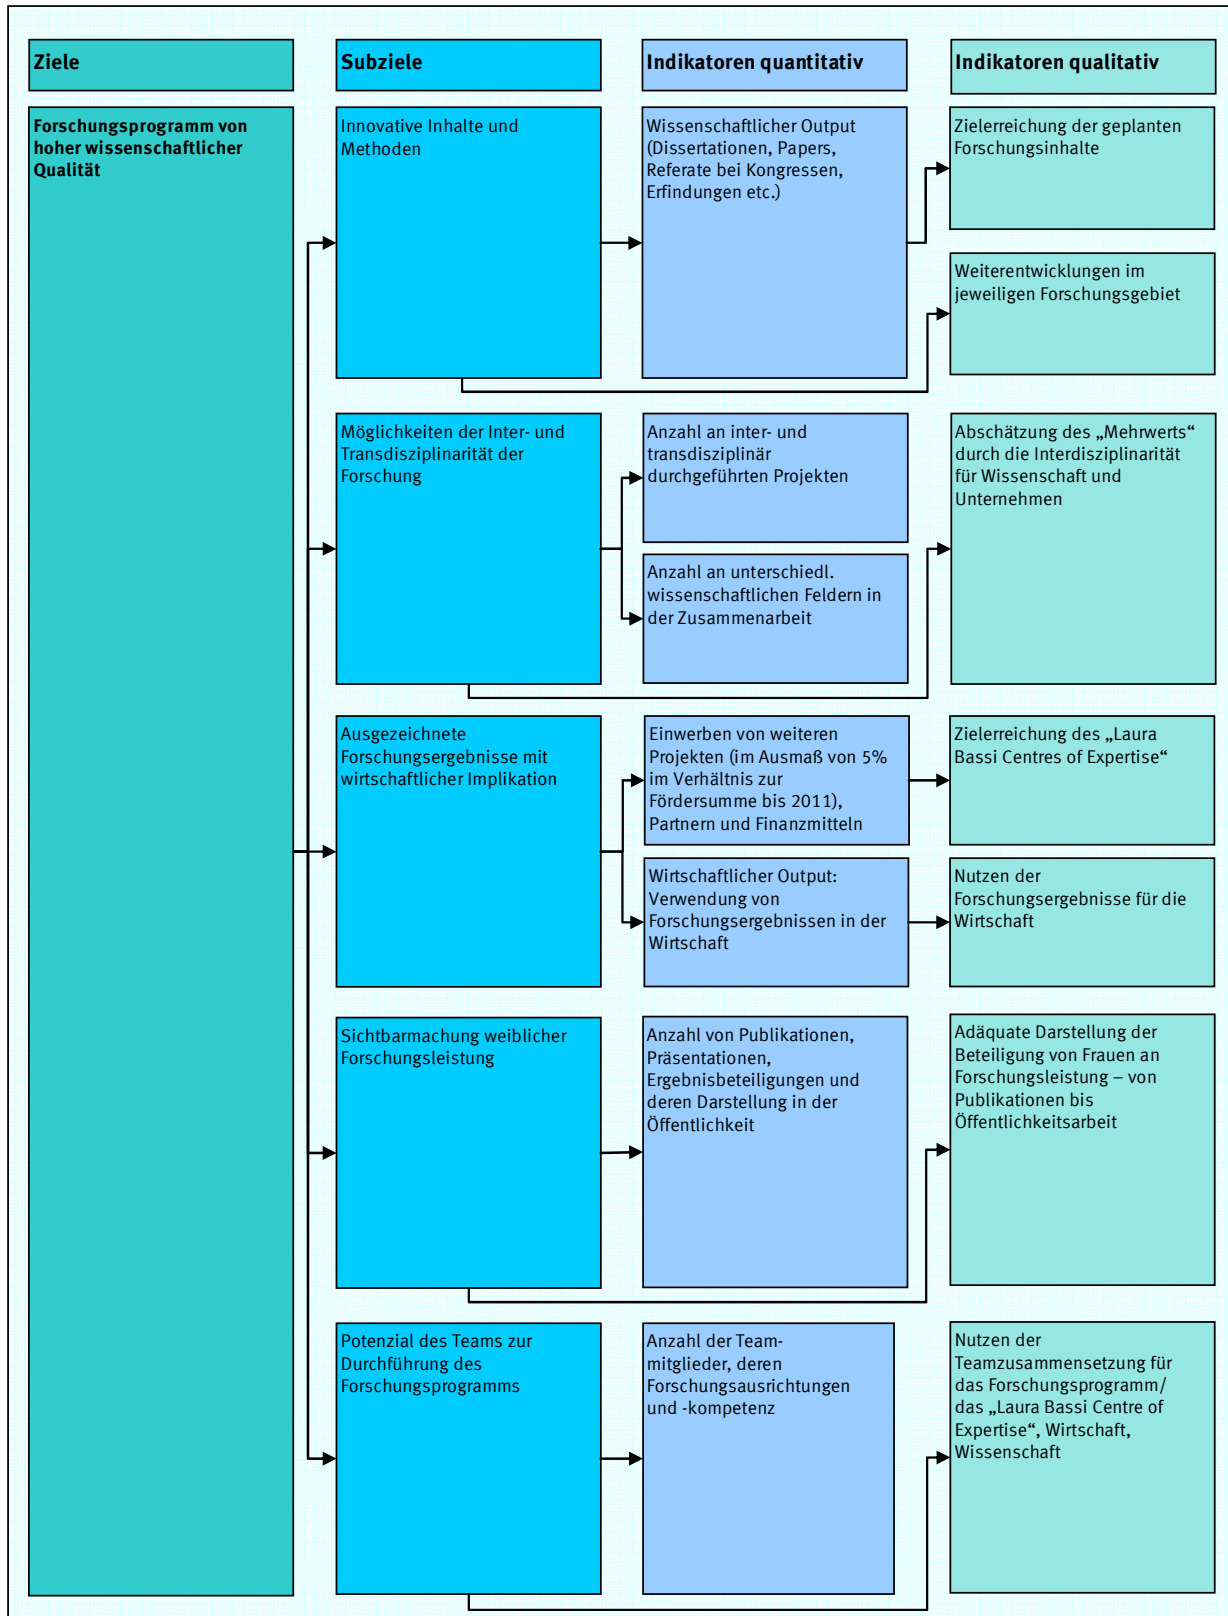 Ziele
Subziele
Indikatoren quantitativ
Indikatoren qualitativ
Forschungsprogramm von
hoher wissenschaftlicher
Qualität
Innovative Inhalte und
Methoden
Wissenschaftlicher Output
(Dissertationen, Papers,
Referate bei Kongressen,
Erfindungen etc.)
Zielerreichung der geplanten
Forschungsinhalte
Weiterentwicklungen im
jeweiligen Forschungsgebiet
Möglichkeiten der Inter- und
Transdisziplinarität der
Forschung
Anzahl an inter- und
transdisziplinär
durchgeführten Projekten
Anzahl an unterschiedl.
wissenschaftlichen Feldern in
der Zusammenarbeit
Abschätzung des „Mehrwerts“
durch die Interdisziplinarität
für Wissenschaft und
Unternehmen
Ausgezeichnete
Forschungsergebnisse mit
wirtschaftlicher Implikation
Einwerben von weiteren
Projekten (im Ausmaß von 5%
im Verhältnis zur
Fördersumme bis 2011),
Partnern und Finanzmitteln
Zielerreichung des „Laura
Bassi Centres of Expertise“
Wirtschaftlicher Output:
Verwendung von
Forschungsergebnissen in der
Wirtschaft
Nutzen der
Forschungsergebnisse für die
Wirtschaft
Sichtbarmachung weiblicher
Forschungsleistung
Anzahl von Publikationen,
Präsentationen,
Ergebnisbeteiligungen und
deren Darstellung in der
Öffentlichkeit
Adäquate Darstellung der
Beteiligung von Frauen an
Forschungsleistung – von
Publikationen bis
Öffentlichkeitsarbeit
Potenzial des Teams zur
Durchführung des
Forschungsprogramms
Anzahl der Team-
mitglieder, deren
Forschungsausrichtungen
und -kompetenz
Nutzen der
Teamzusammensetzung für
das Forschungsprogramm/
das „Laura Bassi Centre of
Expertise“, Wirtschaft,
Wissenschaft